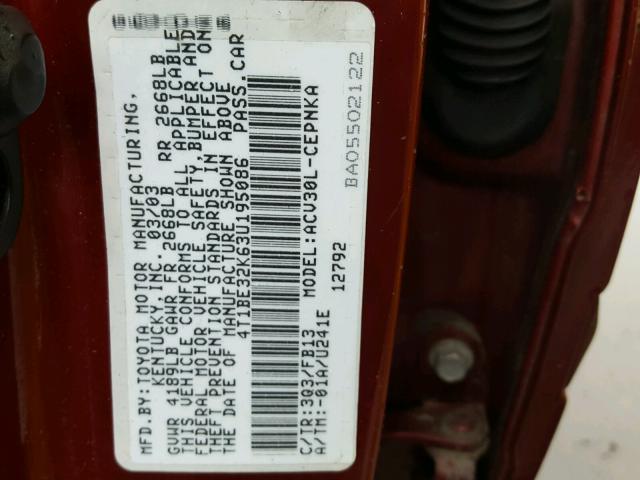 MFD.BY:TOYOTA MOTOR MANUFACTURING,
KENTUCKY,INC. 03/03
GVWR 4189LB GAWR FR 2668LB RR 2668LB
THIS VEHICLE CONFORMS TO ALL APPLICABLE
FEDERAL MOTOR VEHICLE SAFETY BUMPER AND
THEFT PREVENTION STANDARDS IN EFFECT ON
THE DATE OF MANUFACTURE SHOWN ABOVE
4T1BE32K63U195086 PASS.CAR
C/TR:3Q3/FB13 MODEL:ACV30L-CEPNKA
A/TM:-01A/U241E 12792
BA05502122